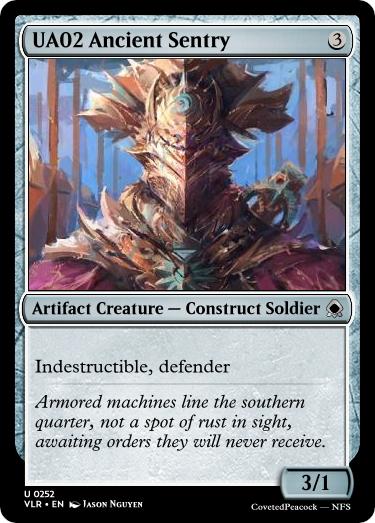 UA02 Ancient Sentry 3
Artifact Creature — Construct Soldier
Indestructible, defender
Armored machines line the southern
quarter, not a spot of rust in sight,
awaiting orders they will never receive.
3/1
U 0252
VLR • EN Jason Nguyen
CovetedPeacock — NFS